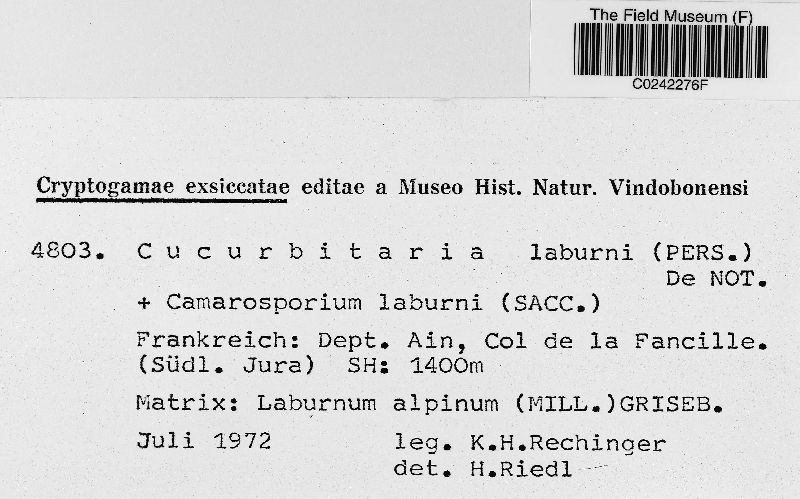 The Field Museum (F)
C0242276F
Cryptogamae exsiccatae editae a Museo Hist. Natur. Vindobonensi
4803. Cucurbitaria laburni (PERS.)
De NOT.
+ Camarosporium laburni (SACC.)
Frankreich: Dept. Ain, Col de la Fancille.
(Südl. Jura) SH: 1400m
Matrix: Laburnum alpinum (MILL.)GRISEB.
Juli 1972 leg. K.H.Rechinger
det. H.Riedl